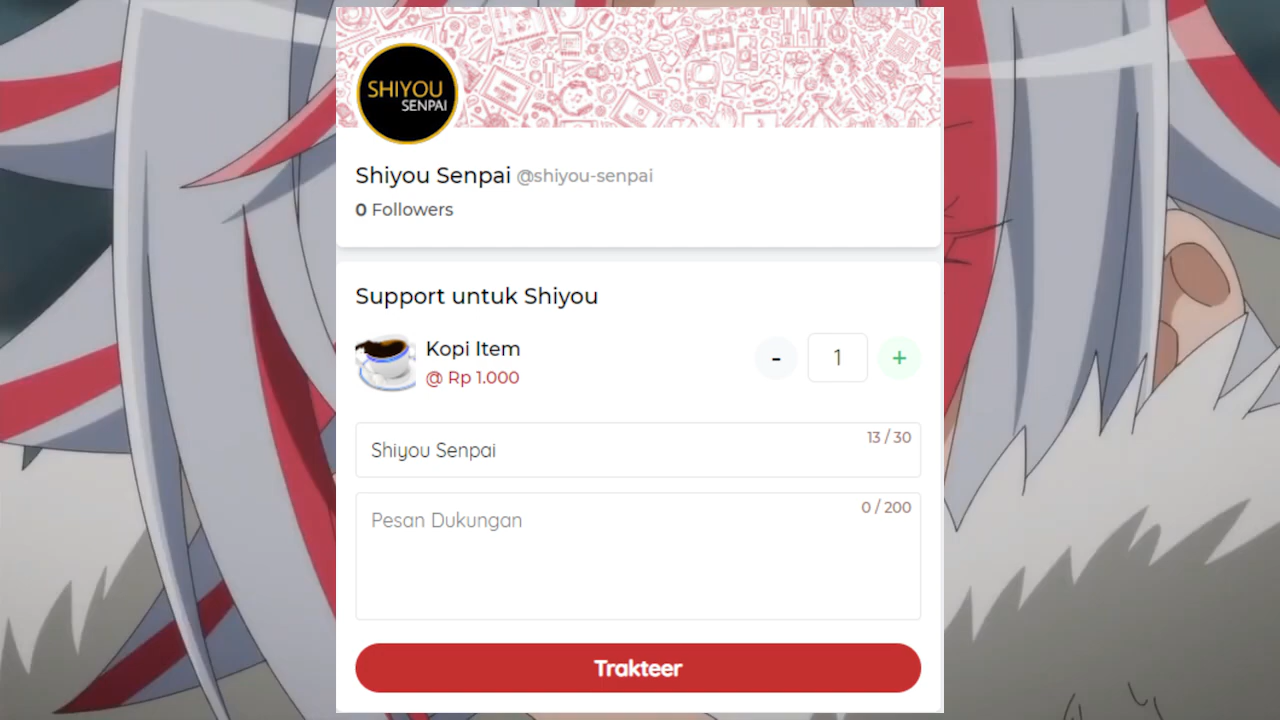 SHIYOU
SENPAI
Shiyou Senpai @shiyou-senpai
0 Followers
Support untuk Shiyou
Kopi Item
@ Rp 1.000
- 1 +
13 / 30
Shiyou Senpai
0 / 200
Pesan Dukungan
Trakteer